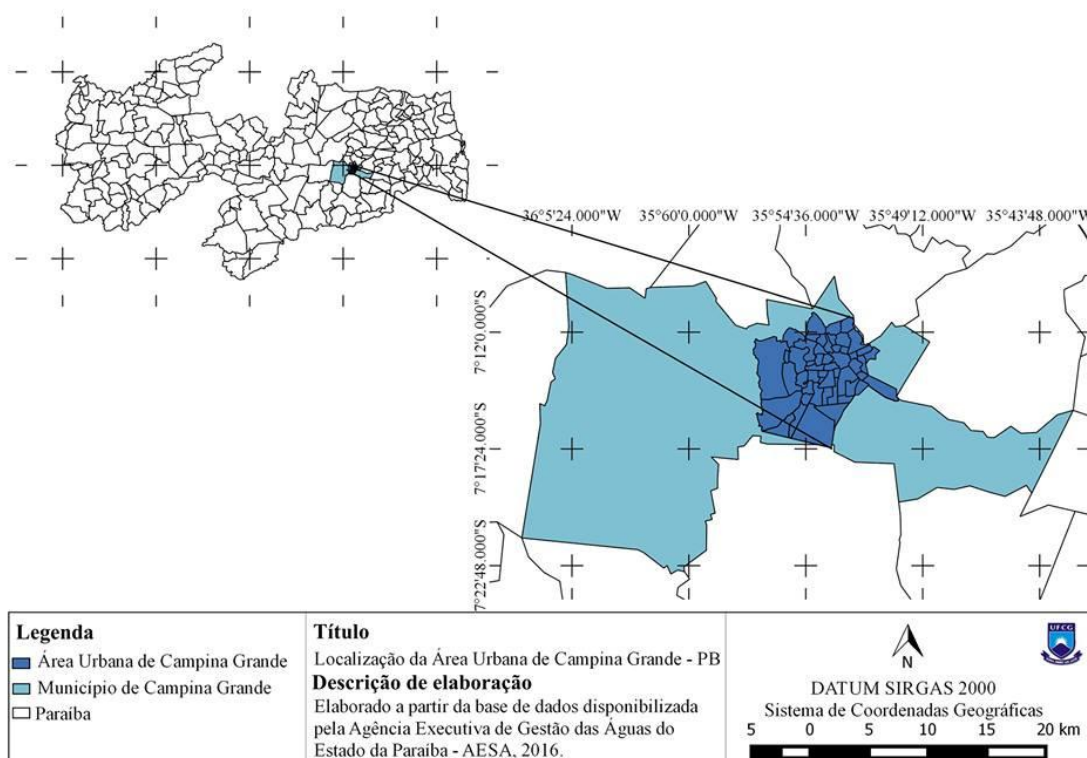 36°5'24.000"W 35°60'0.000"W 35°54'36.000"W 35°49'12.000"W 35°43'48.000"W
7°12'0.000"S
7°17'24.000"S
7°22'48.000"S
Legenda
Área Urbana de Campina Grande
Município de Campina Grande
Paraíba
Título
Localização da Área Urbana de Campina Grande - PB
Descrição de elaboração
Elaborado a partir da base de dados disponibilizada
pela Agência Executiva de Gestão das Águas do
Estado da Paraíba - AESA, 2016.
UFCG
N
DATUM SIRGAS 2000
Sistema de Coordenadas Geográficas
5 0 5 10 15 20 km